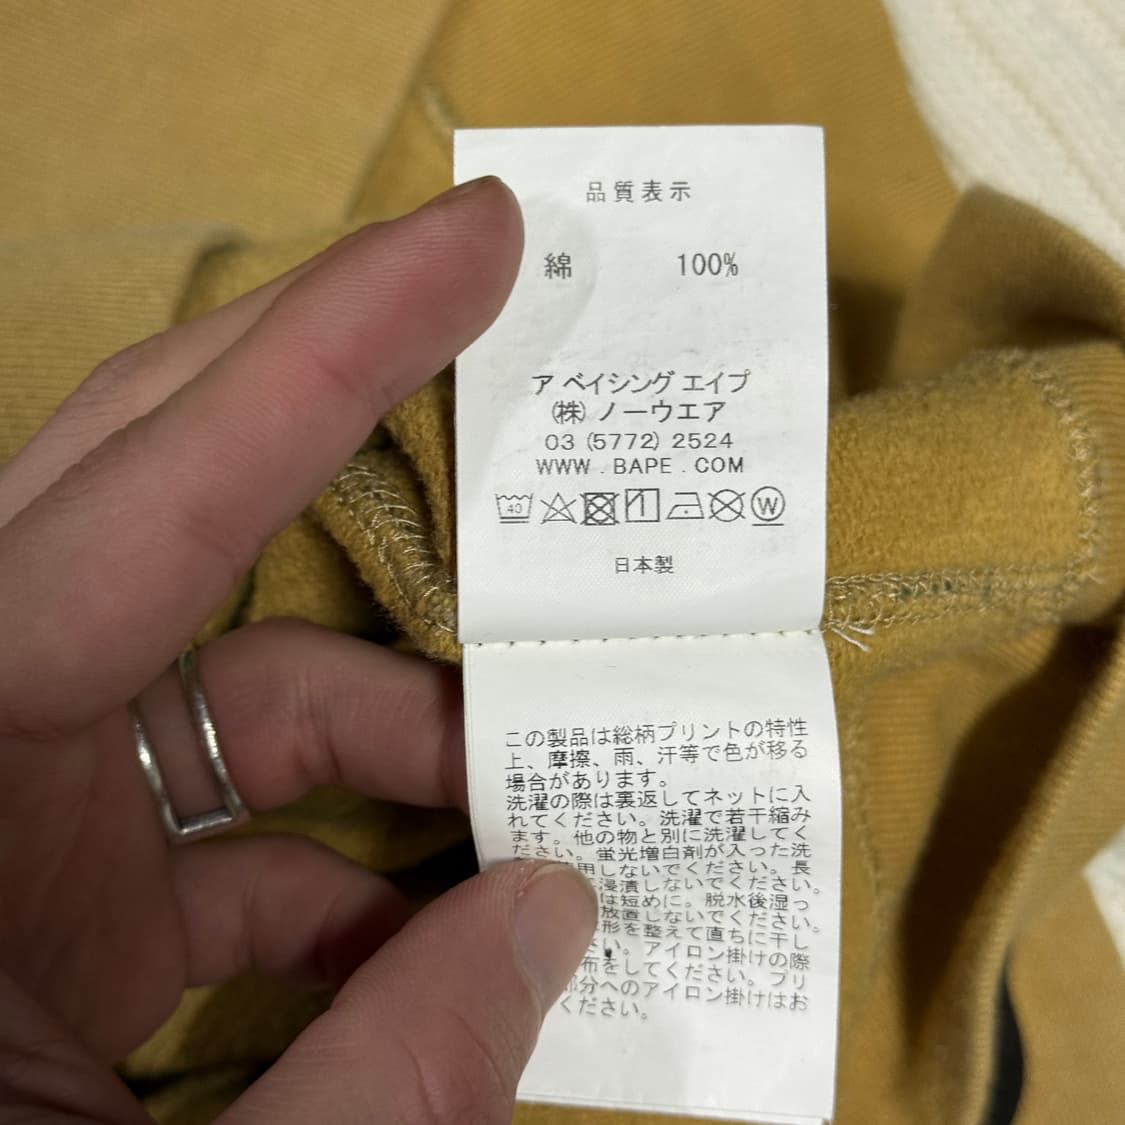 品質表示
綿 100%
ア ベイシング エイプ
(株) ノーウエア
03 (5772) 2524
WWW . BAPE . COM
40
W
日本製
この製品は総柄プリントの特性
上、摩擦、雨、汗等で色が移る
場合があります。
洗濯の際は裏返してネットに入
れてください。洗濯で若干縮み
ます。他の物と別に洗濯してく
ださい。蛍光増白剤が入った洗
用しないでください。長
浸漬しないでください。
は短めに。脱水後湿っ
放置しないでください。
形を整えて直ちに干し
さい。アイロン掛けの際
布をしてください。プリ
部分へのアイロン掛けはお
ください。